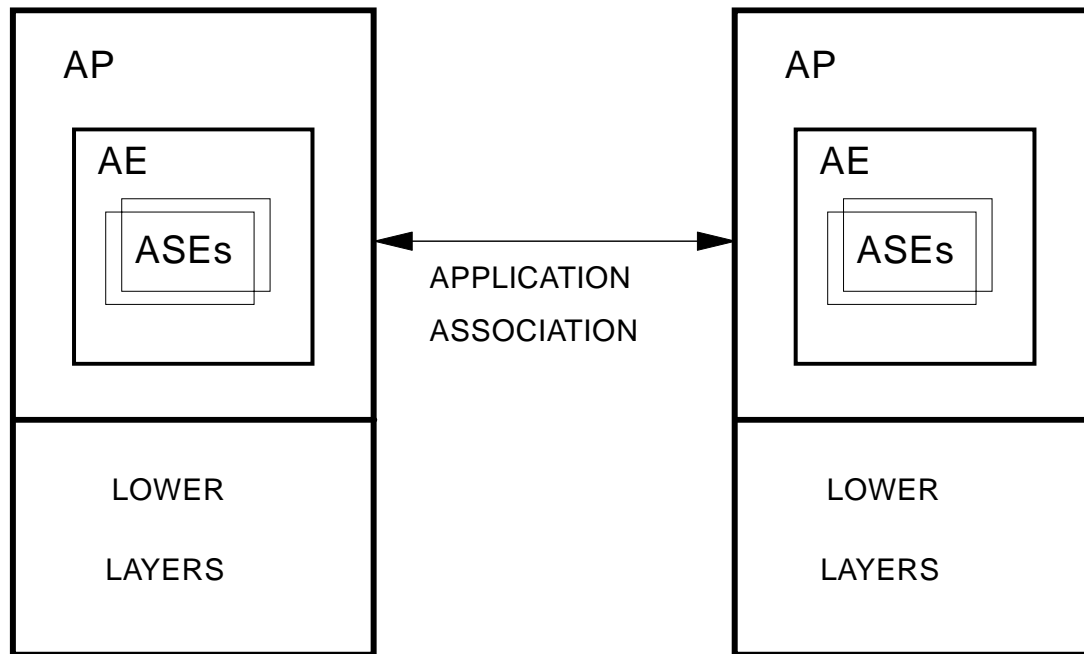 AP
AE
ASEs
LOWER
LAYERS
APPLICATION
ASSOCIATION
AP
AE
ASEs
LOWER
LAYERS